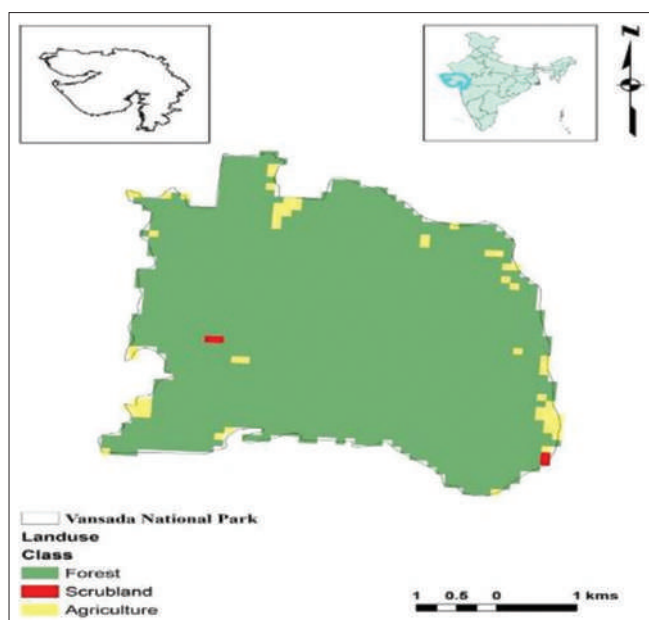 N
Vansada National Park
Landuse
Class
Forest
Scrubland
Agriculture
1 0.5 0 1 kms